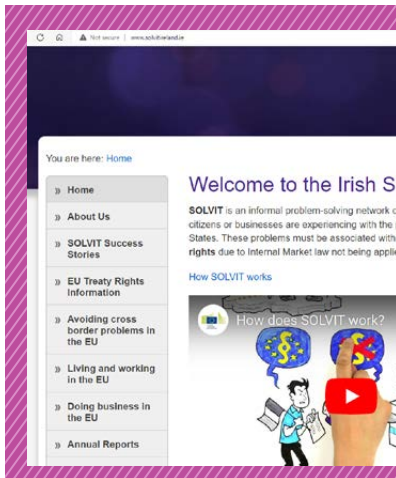 Not secure | www.solvitireland.ie
You are here: Home
» Home
» About Us
» SOLVIT Success
Stories
» EU Treaty Rights
Information
» Avoiding cross
border problems in
the EU
» Living and working
in the EU
» Doing business in
the EU
» Annual Reports
Welcome to the Irish S
SOLVIT is an informal problem-solving network o
citizens or businesses are experiencing with the
States. These problems must be associated with
rights due to Internal Market law not being applie
How SOLVIT works
How does SOLVIT work?